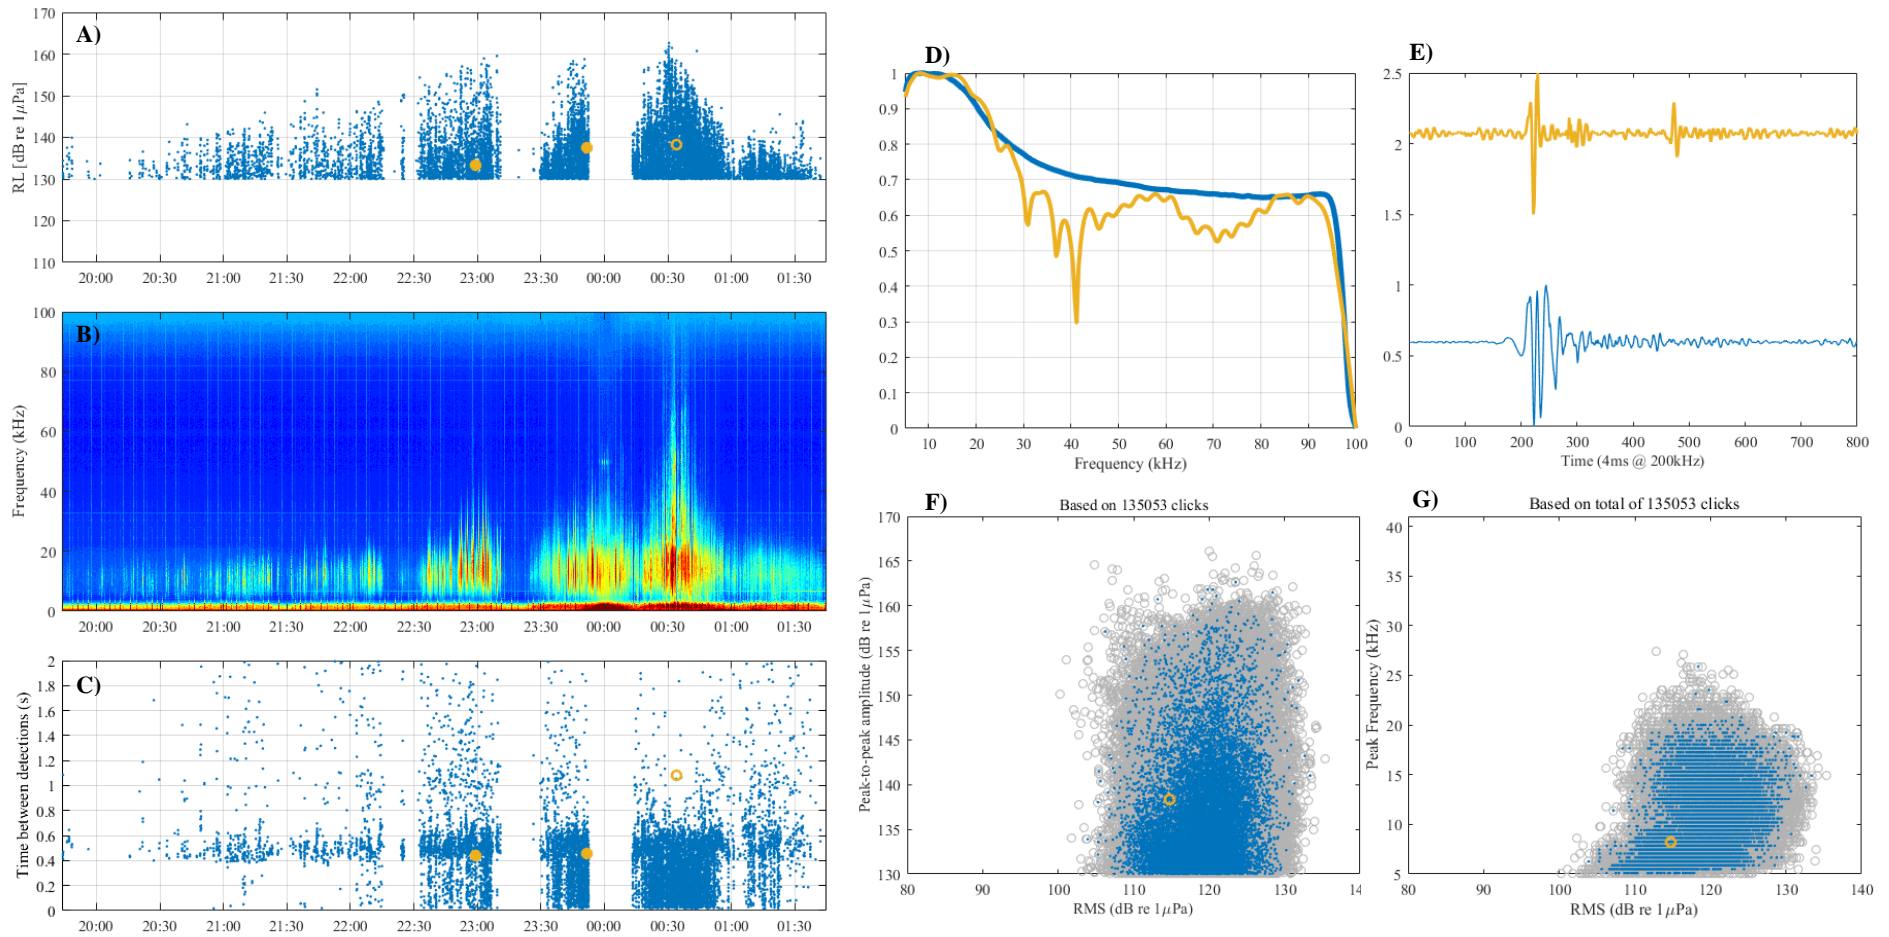 A)
RL [dB re 1 μPa]
170
160
150
140
130
120
110
20:00 20:30 21:00 21:30 22:00 22:30 23:00 23:30 00:00 00:30 01:00 01:30
B)
Frequency (kHz)
100
80
60
40
20
0
20:00 20:30 21:00 21:30 22:00 22:30 23:00 23:30 00:00 00:30 01:00 01:30
C)
Time between detections (s)
2
1.8
1.6
1.4
1.2
1
0.8
0.6
0.4
0.2
0
20:00 20:30 21:00 21:30 22:00 22:30 23:00 23:30 00:00 00:30 01:00 01:30
D)
1
0.9
0.8
0.7
0.6
0.5
0.4
0.3
0.2
0.1
0
10 20 30 40 50 60 70 80 90 100
Frequency (kHz)
E)
2.5
2
1.5
1
0.5
0
0 100 200 300 400 500 600 700 800
Time (4ms @ 200kHz)
F)
Based on 135053 clicks
Peak-to-peak amplitude (dB re 1 μPa)
170
165
160
155
150
145
140
135
130
80 90 100 110 120 130 14
RMS (dB re 1 μPa)
G)
Based on total of 135053 clicks
Peak Frequency (kHz)
40
35
30
25
20
15
10
5
80 90 100 110 120 130 140
RMS (dB re 1 μPa)